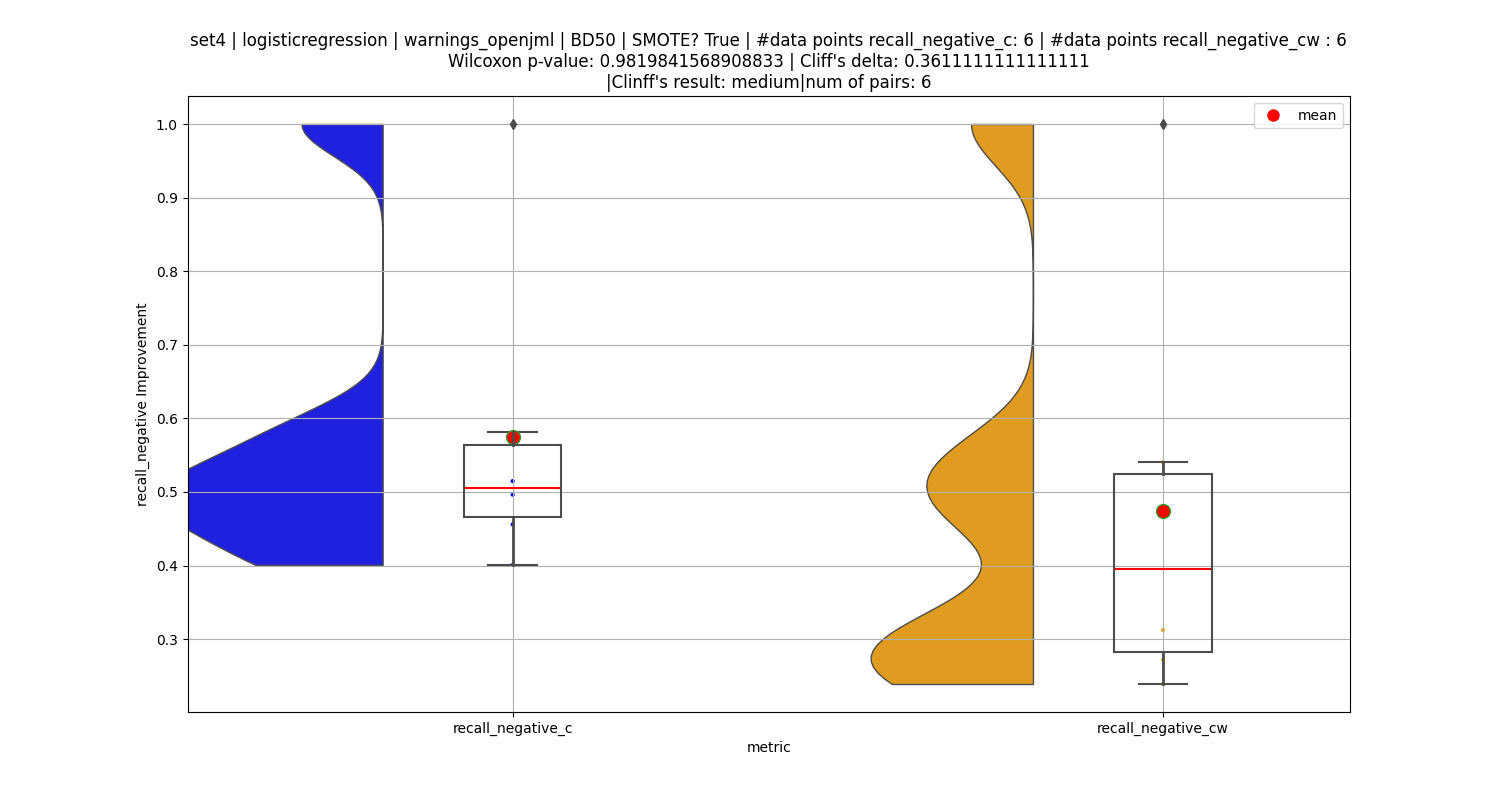 set4 | logisticregression | warnings_openjml | BD50 | SMOTE? True | #data points recall_negative_c: 6 | #data points recall_negative_cw : 6
Wilcoxon p-value: 0.9819841568908833 | Cliff's delta: 0.3611111111111111
|Clinff's result: medium|num of pairs: 6
mean
1.0
0.9
0.8
0.7
0.6
0.5
0.4
0.3
recall_negative Improvement
recall_negative_c
recall_negative_cw
metric